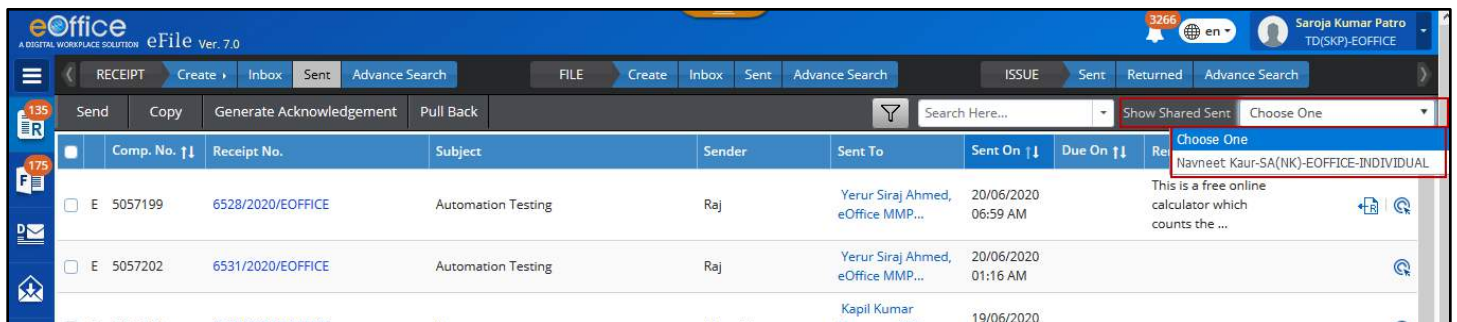 eOffice
A DIGITAL WORKPLACE SOLUTION eFile Ver. 7.0
3266
en
Saroja Kumar Patro
TD(SKP)-EOFFICE
RECEIPT Create Inbox Sent Advance Search FILE Create Inbox Sent Advance Search ISSUE Sent Returned Advance Search
135
R
Send Copy Generate Acknowledgement Pull Back Search Here... Show Shared Sent Choose One
Choose One
Navneet Kaur-SA(NK)-EOFFICE-INDIVIDUAL
Comp. No. Receipt No. Subject Sender Sent To Sent On Due On Re
175
F
E 5057199 6528/2020/EOFFICE Automation Testing Raj Yerur Siraj Ahmed, 20/06/2020 This is a free online
eOffice MMP... 06:59 AM calculator which
counts the ...
R
D
E 5057202 6531/2020/EOFFICE Automation Testing Raj Yerur Siraj Ahmed, 20/06/2020
eOffice MMP... 01:16 AM
Kapil Kumar
19/06/2020